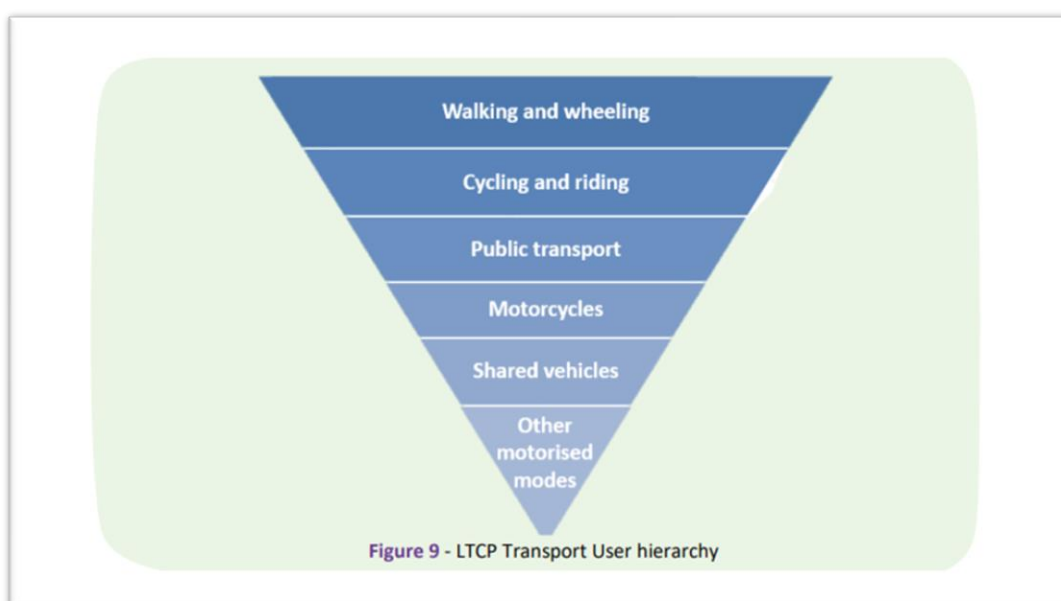 Walking and wheeling
Cycling and riding
Public transport
Motorcycles
Shared vehicles
Other
motorised
modes
Figure 9 - LTCP Transport User hierarchy